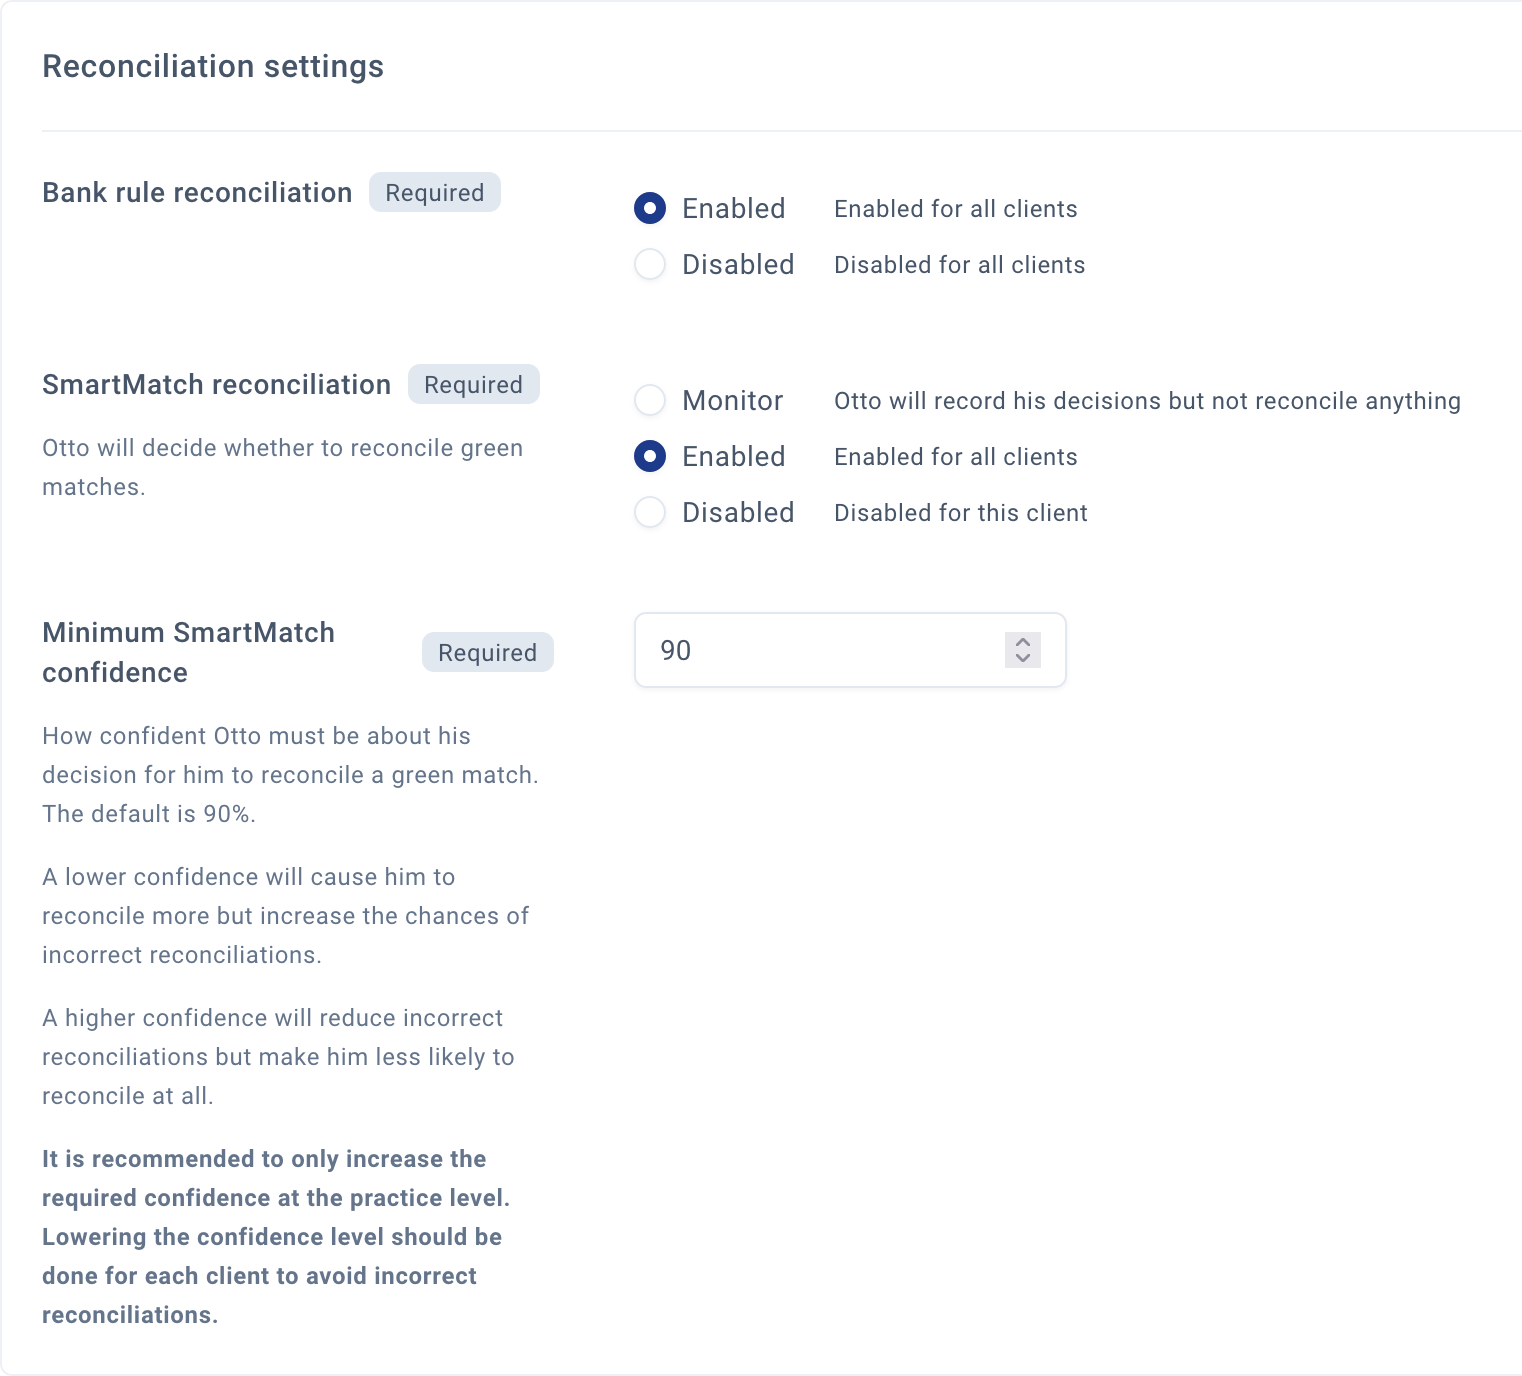 Reconciliation settings
Bank rule reconciliation Required
Enabled Enabled for all clients
Disabled Disabled for all clients
SmartMatch reconciliation Required
Otto will decide whether to reconcile green
matches.
Monitor Otto will record his decisions but not reconcile anything
Enabled Enabled for all clients
Disabled Disabled for this client
Minimum SmartMatch
confidence
Required
90
How confident Otto must be about his
decision for him to reconcile a green match.
The default is 90%.
A lower confidence will cause him to
reconcile more but increase the chances of
incorrect reconciliations.
A higher confidence will reduce incorrect
reconciliations but make him less likely to
reconcile at all.
It is recommended to only increase the
required confidence at the practice level.
Lowering the confidence level should be
done for each client to avoid incorrect
reconciliations.